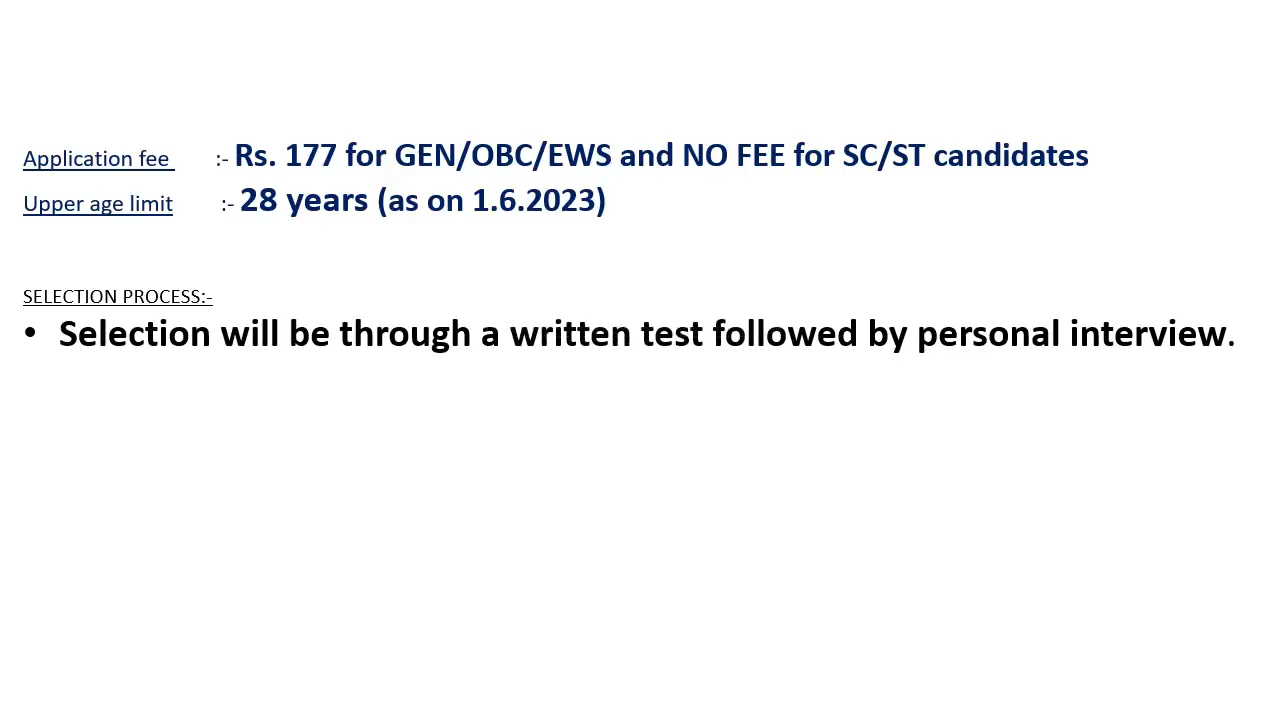 Application fee :- Rs. 177 for GEN/OBC/EWS and NO FEE for SC/ST candidates
Upper age limit :- 28 years (as on 1.6.2023)
SELECTION PROCESS:-
• Selection will be through a written test followed by personal interview.